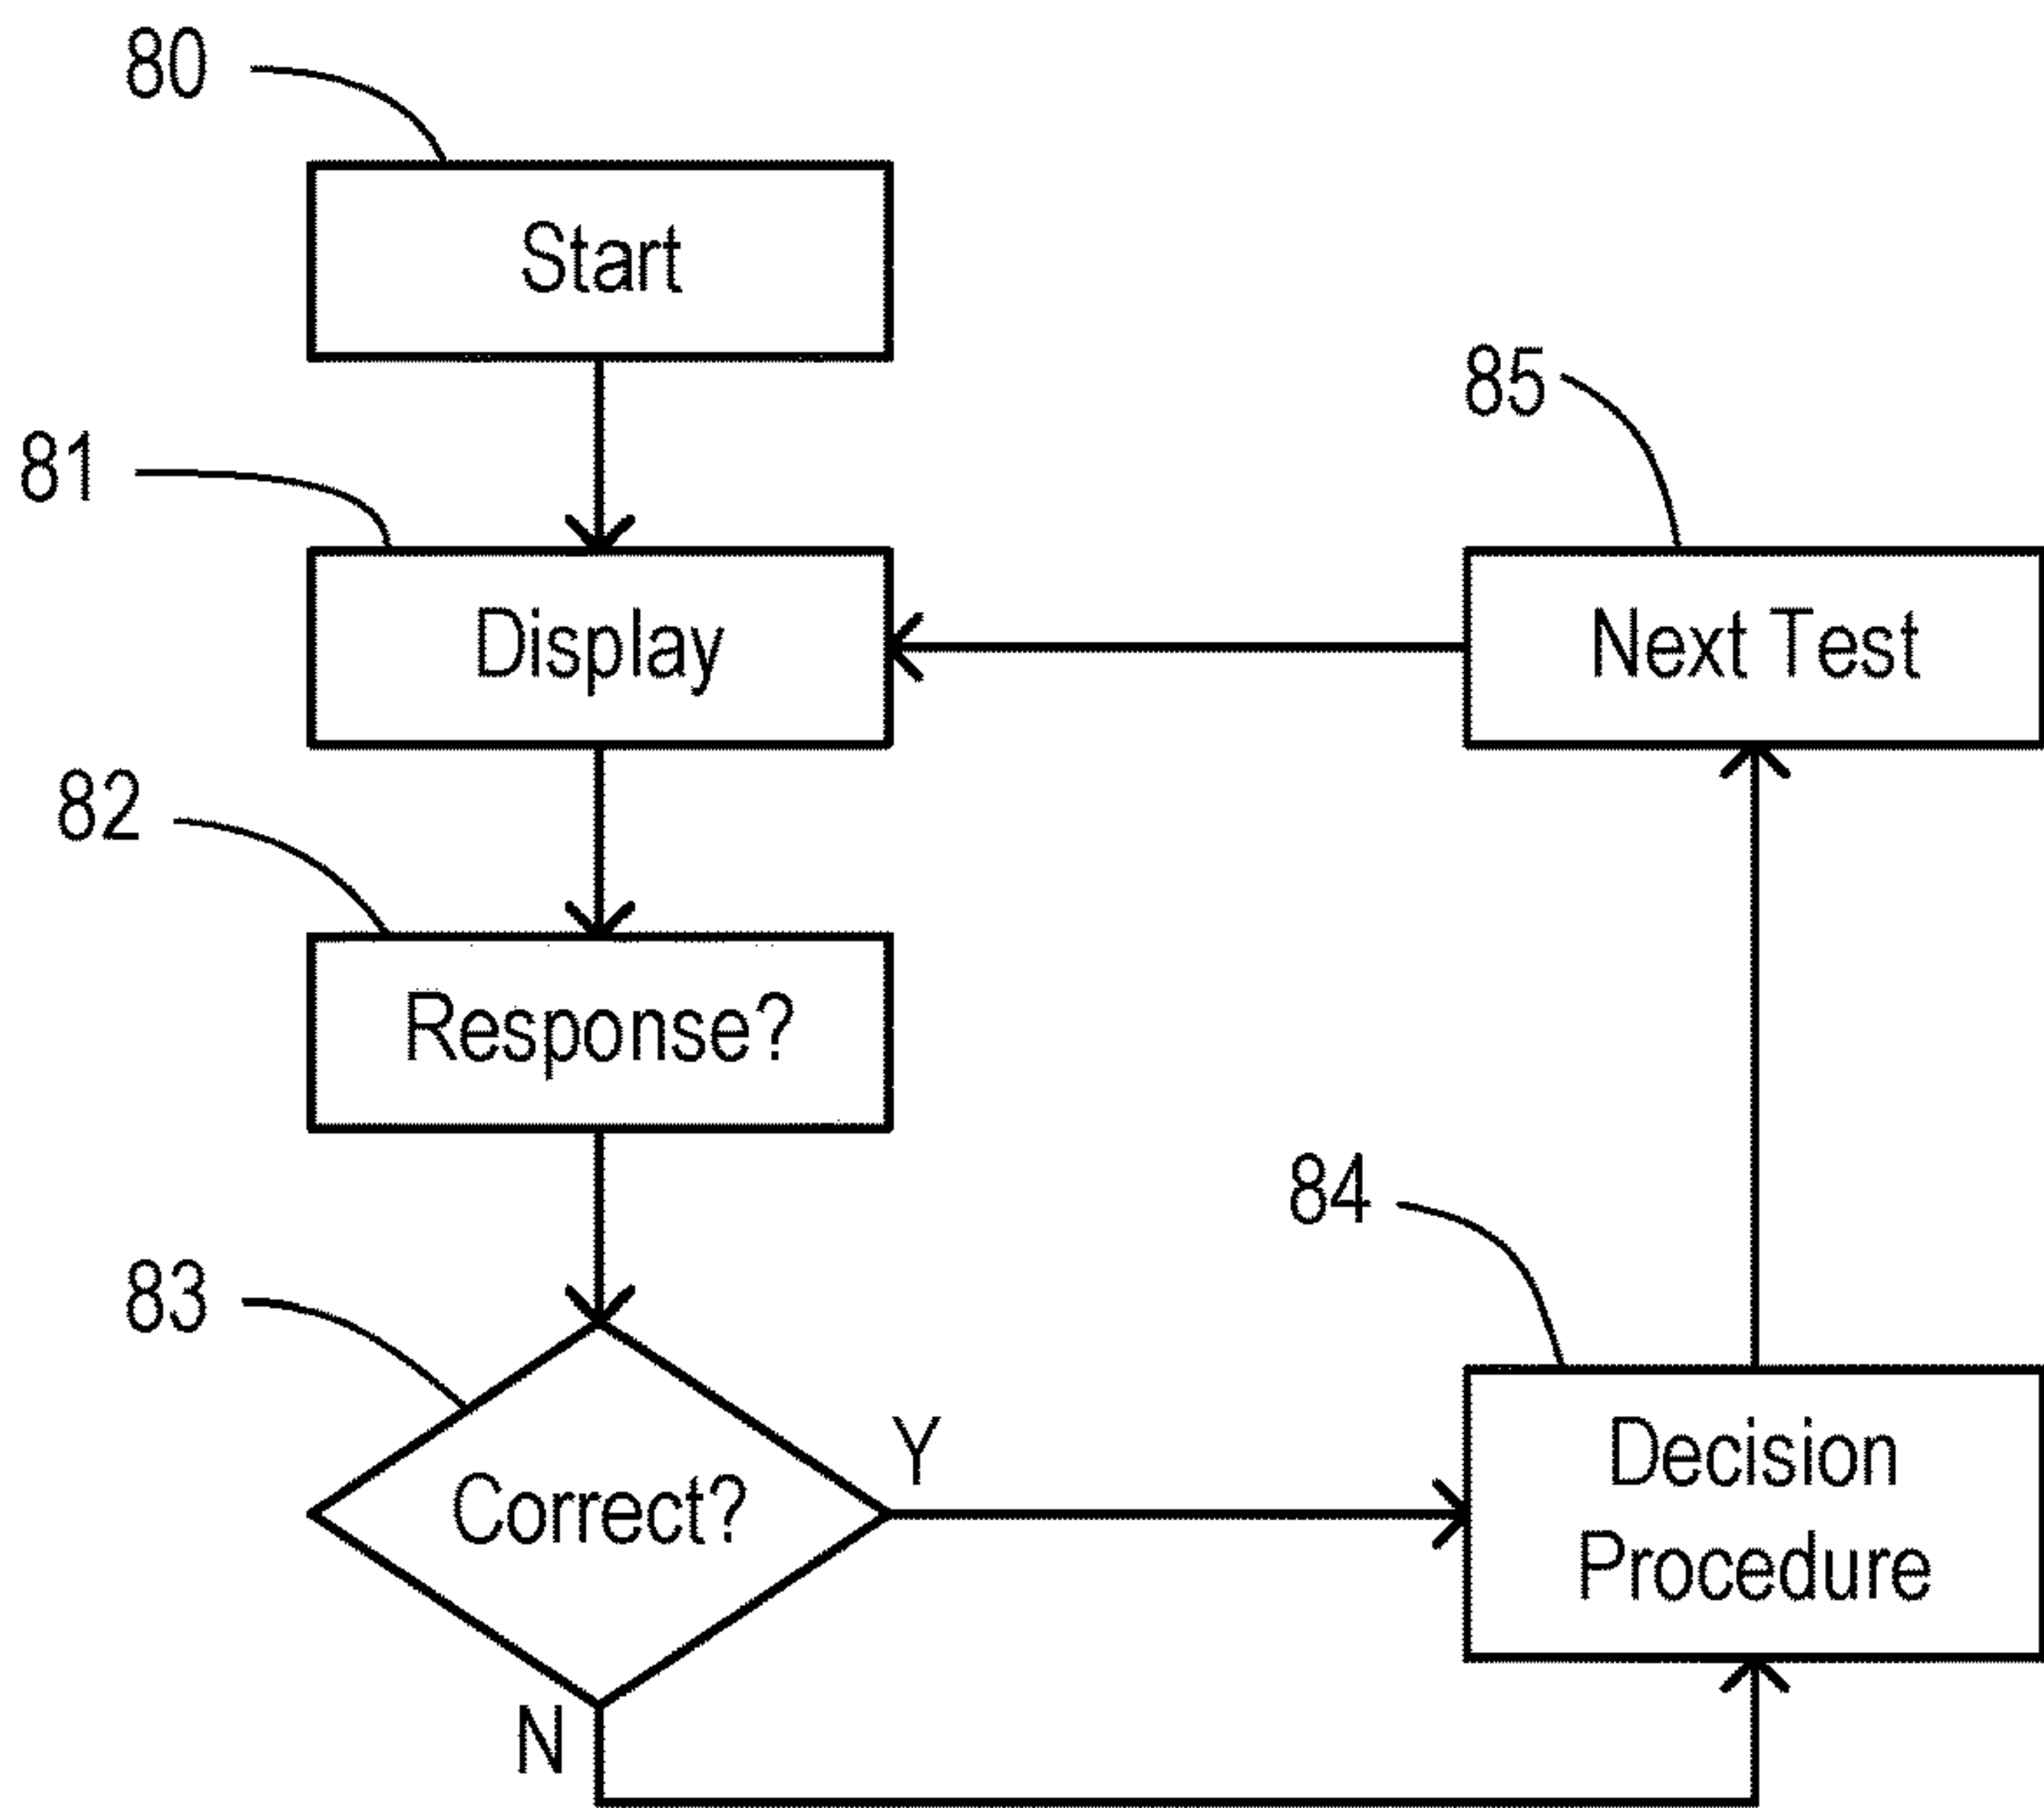 80
Start
85
81
Display
Next Test
82
Response?
84
83
Correct?
Y
Decision
Procedure
N